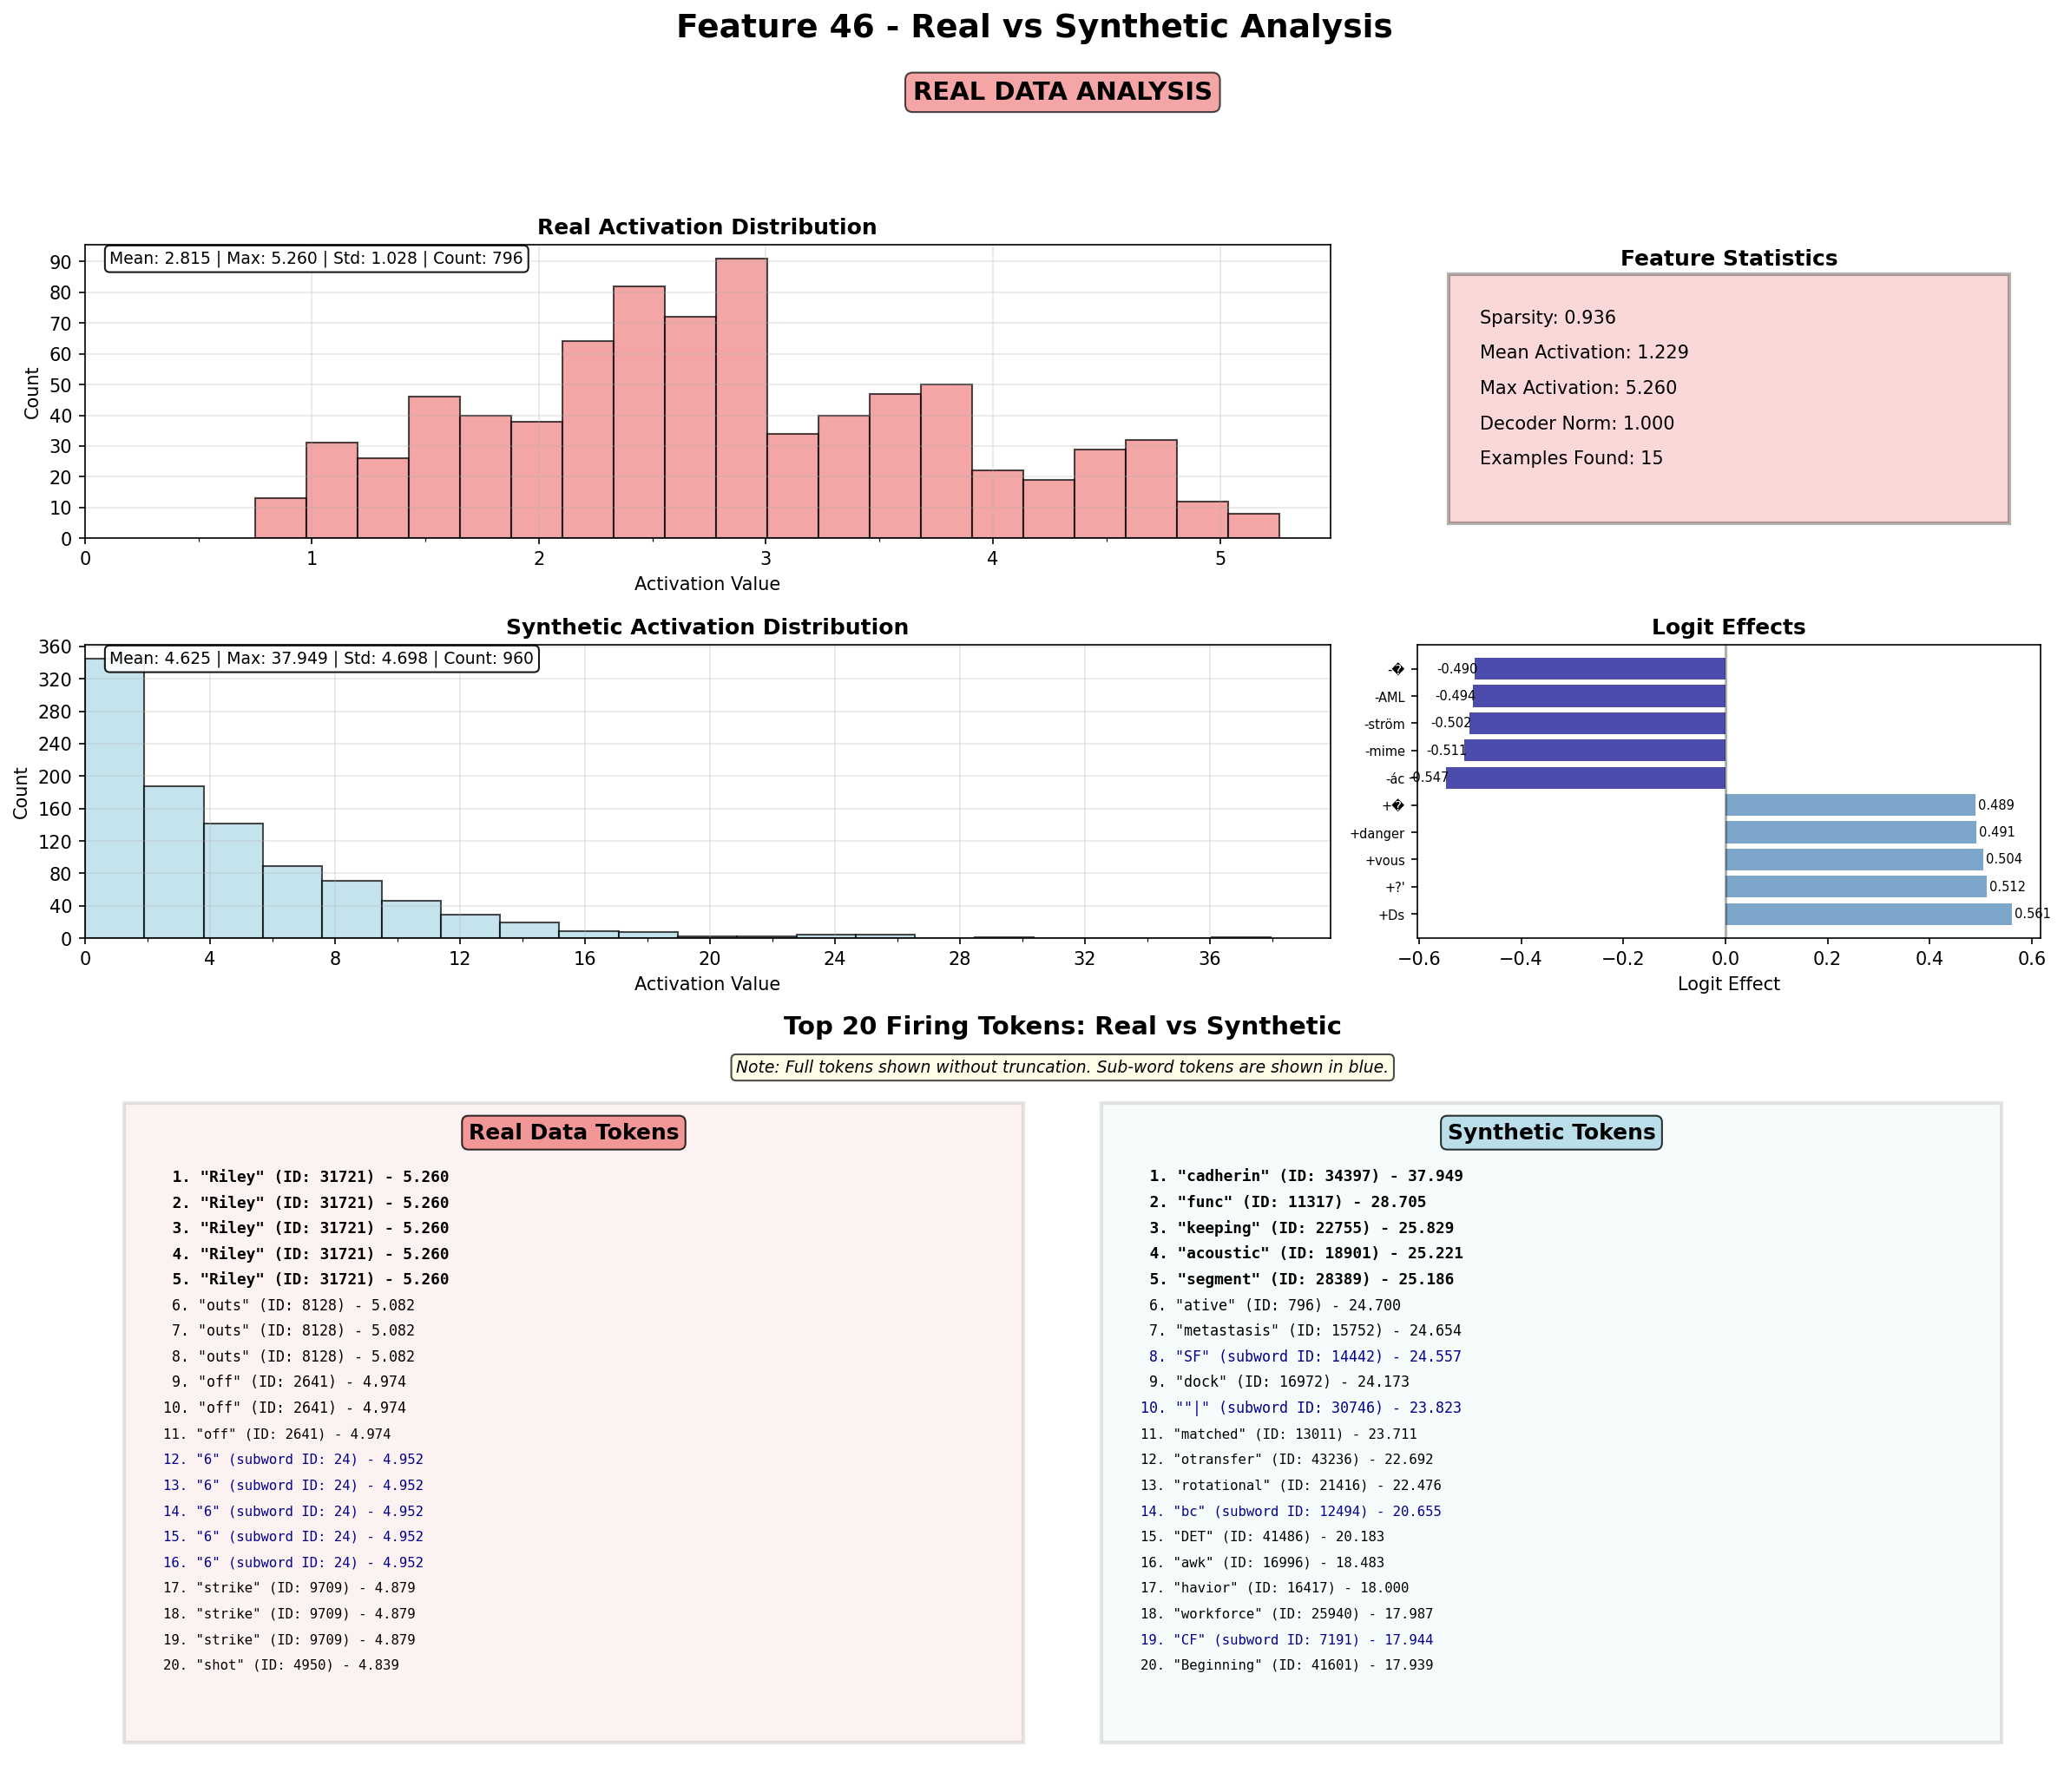 Feature 46 - Real vs Synthetic Analysis
REAL DATA ANALYSIS
Real Activation Distribution
Mean: 2.815 | Max: 5.260 | Std: 1.028 | Count: 796
90
80
70
60
50
40
30
20
10
0
Count
0 1 2 3 4 5
Activation Value
Feature Statistics
Sparsity: 0.936
Mean Activation: 1.229
Max Activation: 5.260
Decoder Norm: 1.000
Examples Found: 15
Synthetic Activation Distribution
Mean: 4.625 | Max: 37.949 | Std: 4.698 | Count: 960
360
320
280
240
200
160
120
80
40
0
Count
0 4 8 12 16 20 24 28 32 36
Activation Value
Logit Effects
-� -0.490
-AML -0.494
-ström -0.502
-mime -0.511
-ác -0.547
+� 0.489
+danger 0.491
+vous 0.504
+?' 0.512
+Ds 0.561
−0.6 −0.4 −0.2 0.0 0.2 0.4 0.6
Logit Effect
Top 20 Firing Tokens: Real vs Synthetic
Note: Full tokens shown without truncation. Sub-word tokens are shown in blue.
Real Data Tokens
1. "Riley" (ID: 31721) - 5.260
2. "Riley" (ID: 31721) - 5.260
3. "Riley" (ID: 31721) - 5.260
4. "Riley" (ID: 31721) - 5.260
5. "Riley" (ID: 31721) - 5.260
6. "outs" (ID: 8128) - 5.082
7. "outs" (ID: 8128) - 5.082
8. "outs" (ID: 8128) - 5.082
9. "off" (ID: 2641) - 4.974
10. "off" (ID: 2641) - 4.974
11. "off" (ID: 2641) - 4.974
12. "6" (subword ID: 24) - 4.952
13. "6" (subword ID: 24) - 4.952
14. "6" (subword ID: 24) - 4.952
15. "6" (subword ID: 24) - 4.952
16. "6" (subword ID: 24) - 4.952
17. "strike" (ID: 9709) - 4.879
18. "strike" (ID: 9709) - 4.879
19. "strike" (ID: 9709) - 4.879
20. "shot" (ID: 4950) - 4.839
Synthetic Tokens
1. "cadherin" (ID: 34397) - 37.949
2. "func" (ID: 11317) - 28.705
3. "keeping" (ID: 22755) - 25.829
4. "acoustic" (ID: 18901) - 25.221
5. "segment" (ID: 28389) - 25.186
6. "ative" (ID: 796) - 24.700
7. "metastasis" (ID: 15752) - 24.654
8. "SF" (subword ID: 14442) - 24.557
9. "dock" (ID: 16972) - 24.173
10. ""|" (subword ID: 30746) - 23.823
11. "matched" (ID: 13011) - 23.711
12. "otransfer" (ID: 43236) - 22.692
13. "rotational" (ID: 21416) - 22.476
14. "bc" (subword ID: 12494) - 20.655
15. "DET" (ID: 41486) - 20.183
16. "awk" (ID: 16996) - 18.483
17. "havior" (ID: 16417) - 18.000
18. "workforce" (ID: 25940) - 17.987
19. "CF" (subword ID: 7191) - 17.944
20. "Beginning" (ID: 41601) - 17.939